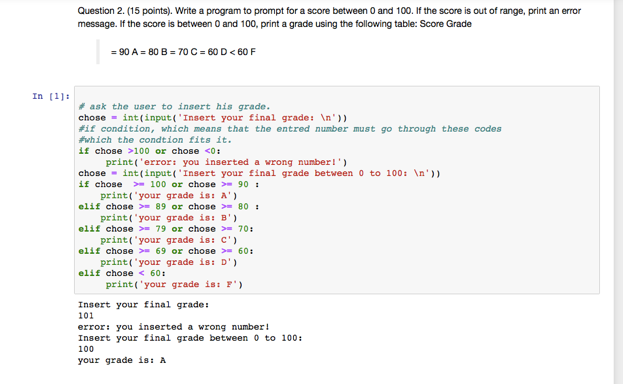 Question 2. (15 points). Write a program to prompt for a score between 0 and 100. If the score is out of range, print an error
message. If the score is between 0 and 100, print a grade using the following table: Score Grade
= 90 A = 80 B = 70 C = 60 D < 60 F
In [1]:
# ask the user to insert his grade.
chose = int(input('Insert your final grade: \n'))
#if condition, which means that the entred number must go through these codes
#which the condtion fits it.
if chose >100 or chose <0:
print('error: you inserted a wrong number!')
chose = int(input('Insert your final grade between 0 to 100: \n'))
if chose >= 100 or chose >= 90 :
print('your grade is: A')
elif chose >= 89 or chose >= 80 :
print('your grade is: B')
elif chose >= 79 or chose >= 70:
print('your grade is: C')
elif chose >= 69 or chose >= 60:
print('your grade is: D')
elif chose < 60:
print('your grade is: F')
Insert your final grade:
101
error: you inserted a wrong number!
Insert your final grade between 0 to 100:
100
your grade is: A